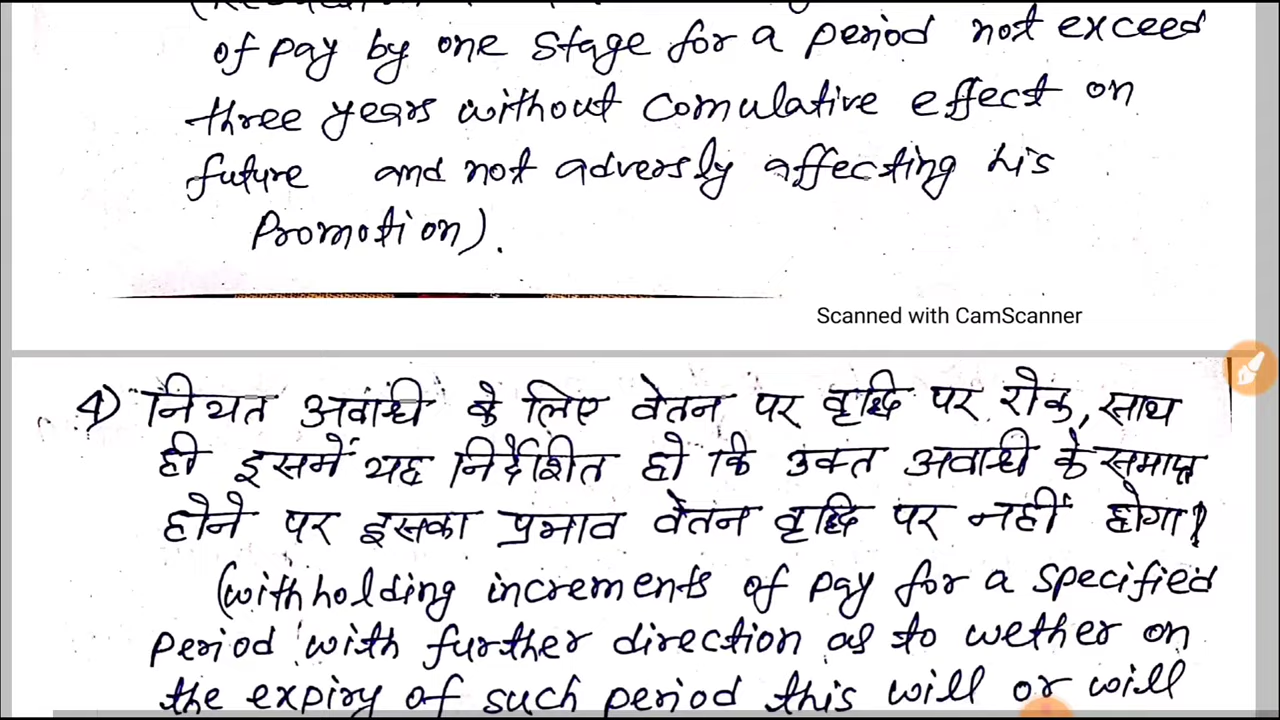 of pay by one stage for a period not exceed
three years without comulative effect on
future and not adversly affecting his
Promotion).
Scanned with CamScanner
4) नियत अवधि के लिए वेतन पर वृद्धि पर रोक, साथ
ही इसमें यह निर्देशित हो कि उक्त अवधि के समाप्त
होने पर इसका प्रभाव वेतन वृद्धि पर नहीं होगा।
(withholding increments of pay for a specified
period with further direction as to wether on
the expiry of such period this will or will